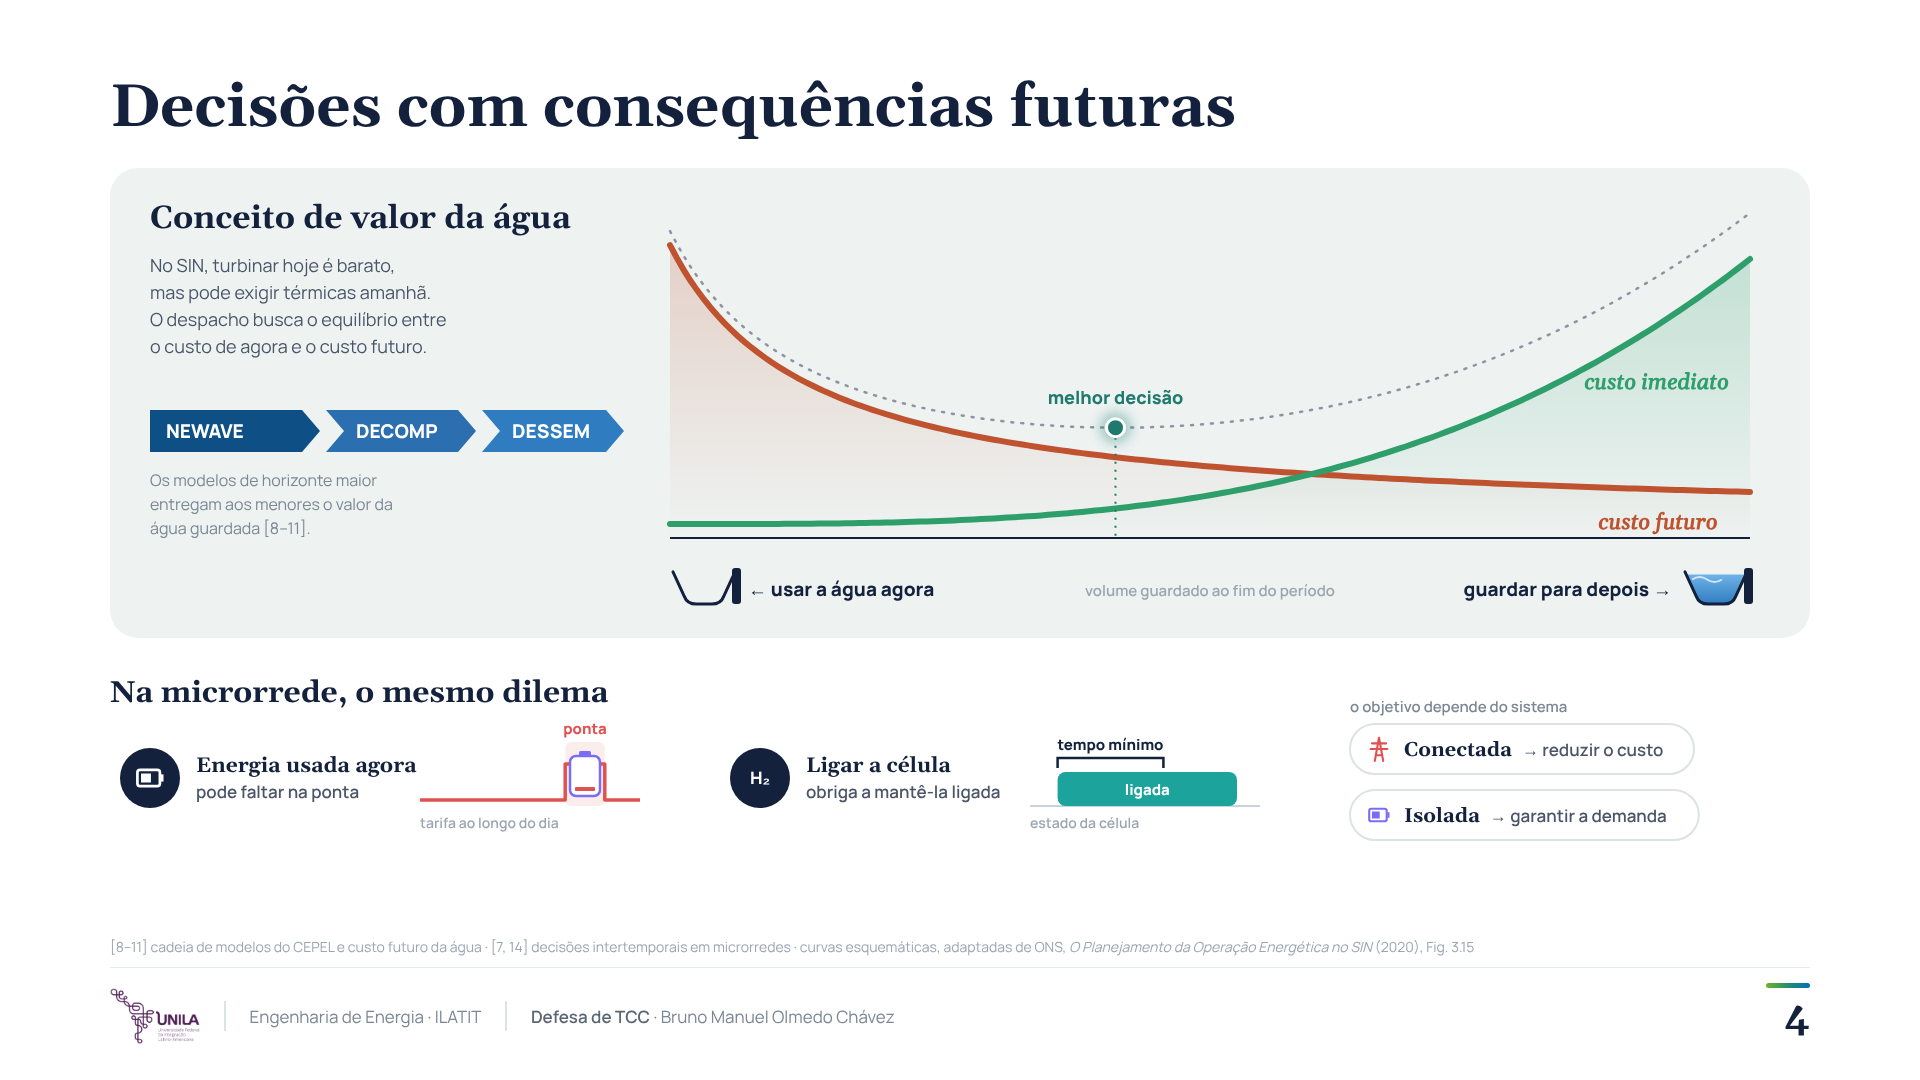 Decisões com consequências futuras
Conceito de valor da água
No SIN, turbinar hoje é barato,
mas pode exigir térmicas amanhã.
O despacho busca o equilíbrio entre
o custo de agora e o custo futuro.
NEWAVE
DECOMP
DESSEM
Os modelos de horizonte maior
entregam aos menores o valor da
água guardada [8–11].
melhor decisão
custo imediato
custo futuro
← usar a água agora
volume guardado ao fim do período
guardar para depois →
Na microrrede, o mesmo dilema
Energia usada agora
pode faltar na ponta
ponta
tarifa ao longo do dia
H₂
Ligar a célula
obriga a mantê-la ligada
tempo mínimo
ligada
estado da célula
o objetivo depende do sistema
Conectada → reduzir o custo
Isolada → garantir a demanda
[8–11] cadeia de modelos do CEPEL e custo futuro da água · [7, 14] decisões intertemporais em microrredes · curvas esquemáticas, adaptadas de ONS, O Planejamento da Operação Energética no SIN (2020), Fig. 3.15
UNILA
Universidade Federal
da Integração
Latino-Americana
Engenharia de Energia · ILATIT
Defesa de TCC · Bruno Manuel Olmedo Chávez
4